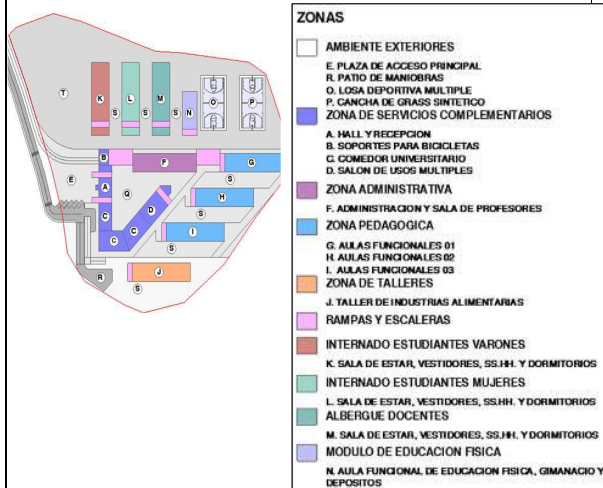 ZONAS
AMBIENTE EXTERIORES
E. PLAZA DE ACCESO PRINCIPAL
R. PATIO DE MANIOBRAS
O. LOSA DEPORTIVA MULTIPLE
P. CANCHA DE GRASS SINTETICO
ZONA DE SERVICIOS COMPLEMENTARIOS
A. HALL Y RECEPCION
B. SOPORTES PARA BICICLETAS
C. COMEDOR UNIVERSITARIO
D. SALON DE USOS MULTIPLES
ZONA ADMINISTRATIVA
F. ADMINISTRACION Y SALA DE PROFESORES
ZONA PEDAGOGICA
G. AULAS FUNCIONALES 01
H. AULAS FUNCIONALES 02
I. AULAS FUNCIONALES 03
ZONA DE TALLERES
J. TALLER DE INDUSTRIAS ALIMENTARIAS
RAMPAS Y ESCALERAS
INTERNADO ESTUDIANTES VARONES
K. SALA DE ESTAR, VESTIDORES, SS.HH. Y DORMITORIOS
INTERNADO ESTUDIANTES MUJERES
L. SALA DE ESTAR, VESTIDORES, SS.HH. Y DORMITORIOS
ALBERGUE DOCENTES
M. SALA DE ESTAR, VESTIDORES, SS.HH. Y DORMITORIOS
MODULO DE EDUCACION FISICA
N. AULA FUNCIONAL DE EDUCACION FISICA, GIMANACIO Y
DEPOSITOS
T K S L S M S N O P
B F G
E A Q S H
C D S I
C C S
R J
S